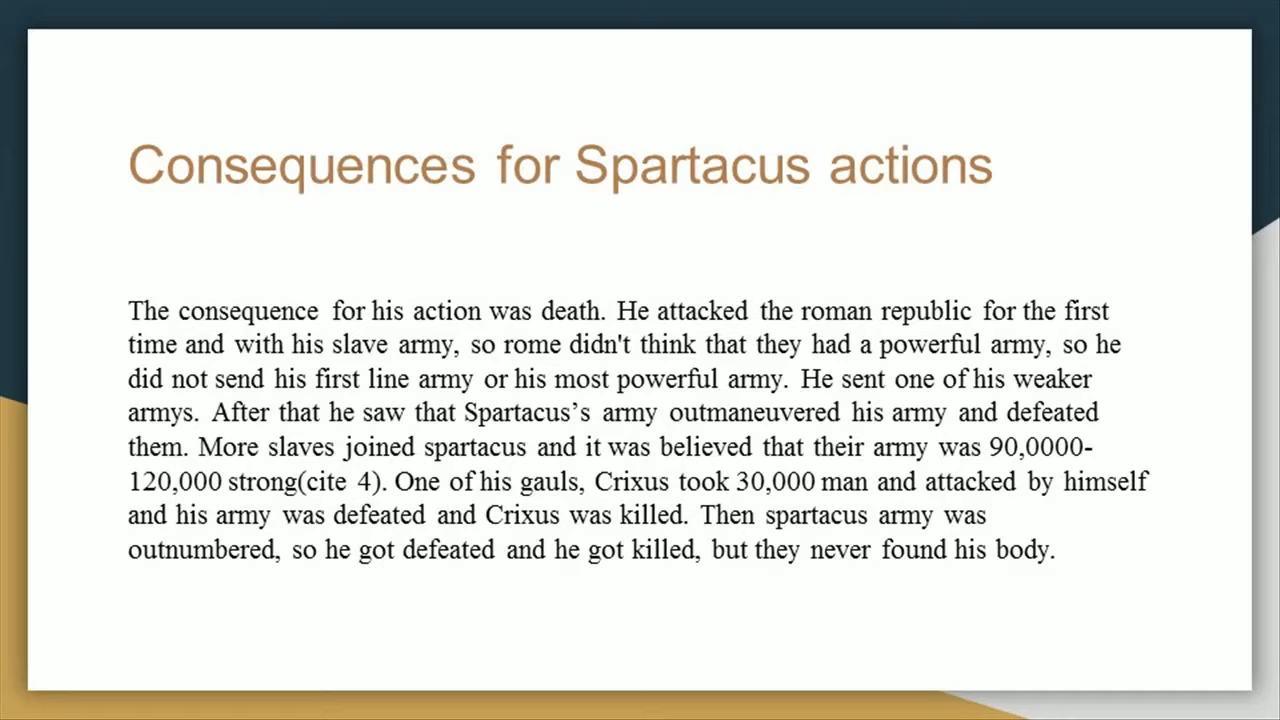 Consequences for Spartacus actions
The consequence for his action was death. He attacked the roman republic for the first
time and with his slave army, so rome didn't think that they had a powerful army, so he
did not send his first line army or his most powerful army. He sent one of his weaker
armys. After that he saw that Spartacus’s army outmaneuvered his army and defeated
them. More slaves joined spartacus and it was believed that their army was 90,0000-
120,000 strong(cite 4). One of his gauls, Crixus took 30,000 man and attacked by himself
and his army was defeated and Crixus was killed. Then spartacus army was
outnumbered, so he got defeated and he got killed, but they never found his body.